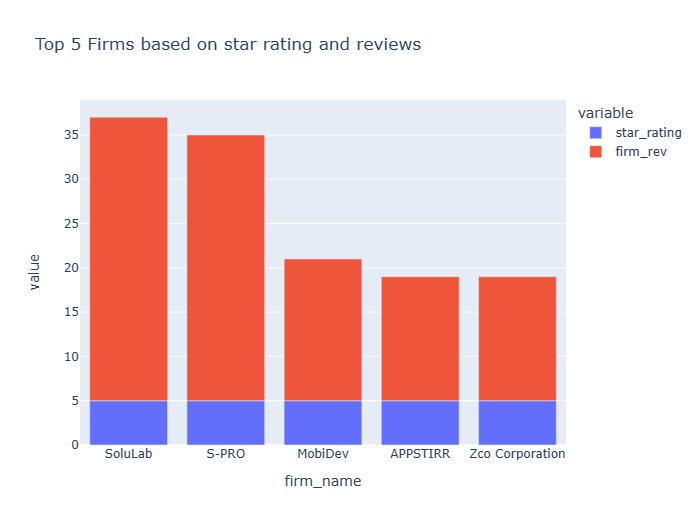 Top 5 Firms based on star rating and reviews
variable
star_rating
firm_rev
value
35
30
25
20
15
10
5
0
SoluLab S-PRO MobiDev APPSTIRR Zco Corporation
firm_name